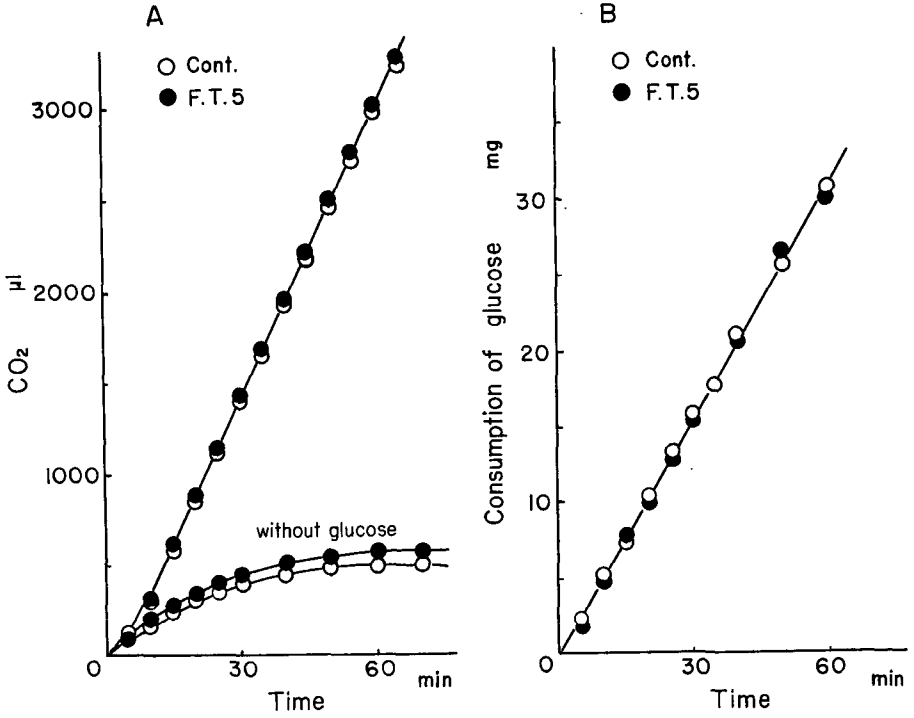 A
Cont.
F.T.5
3000
2000
1000
0
30
60
min
Time
CO₂ μl
without glucose
B
Cont.
F.T.5
30
20
10
0
30
60
min
Time
Consumption of glucose mg